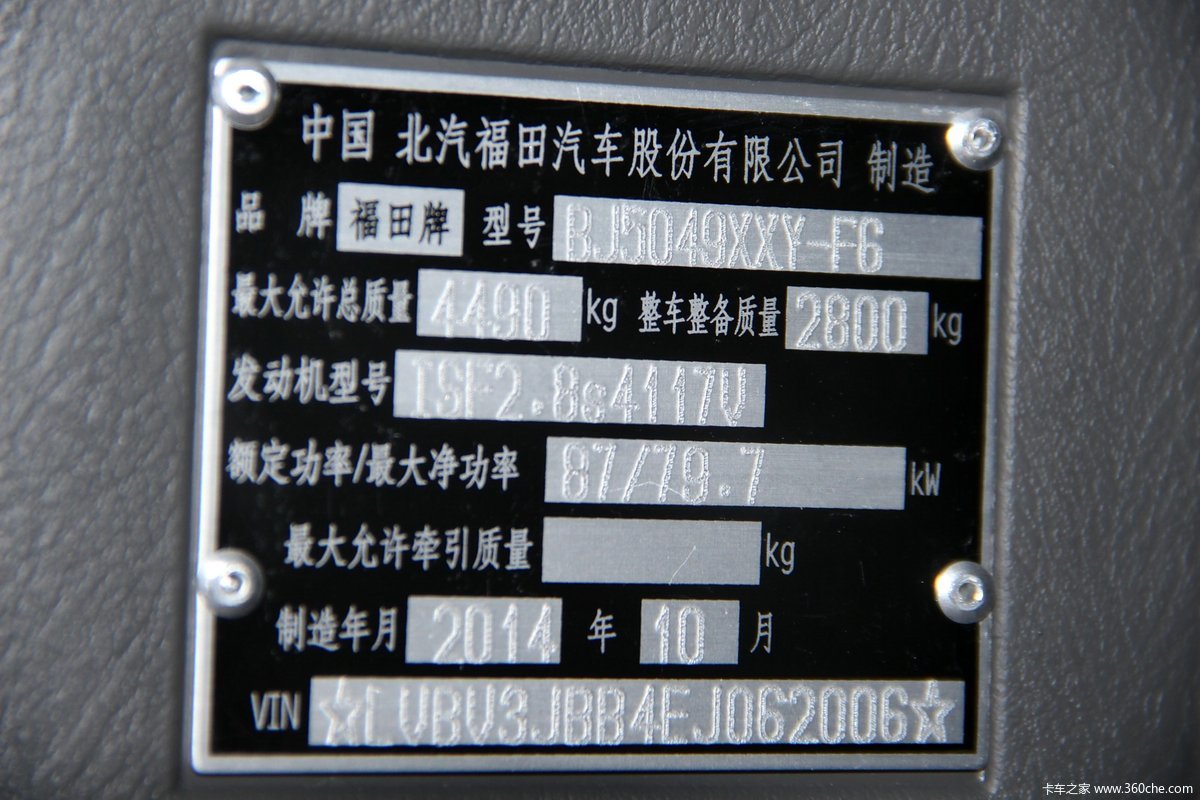 中国 北汽福田汽车股份有限公司 制造
品 牌 福田牌 型号 BJ5049XXY-F6
最大允许总质量 4490 kg 整车整备质量 2800 kg
发动机型号 ISF2.8s4117V
额定功率/最大净功率 87/79.7 kW
最大允许牵引质量 kg
制造年月 2014 年 10 月
VIN ☆LVBV3JBB4EJ062006☆
卡车之家 www.360che.com